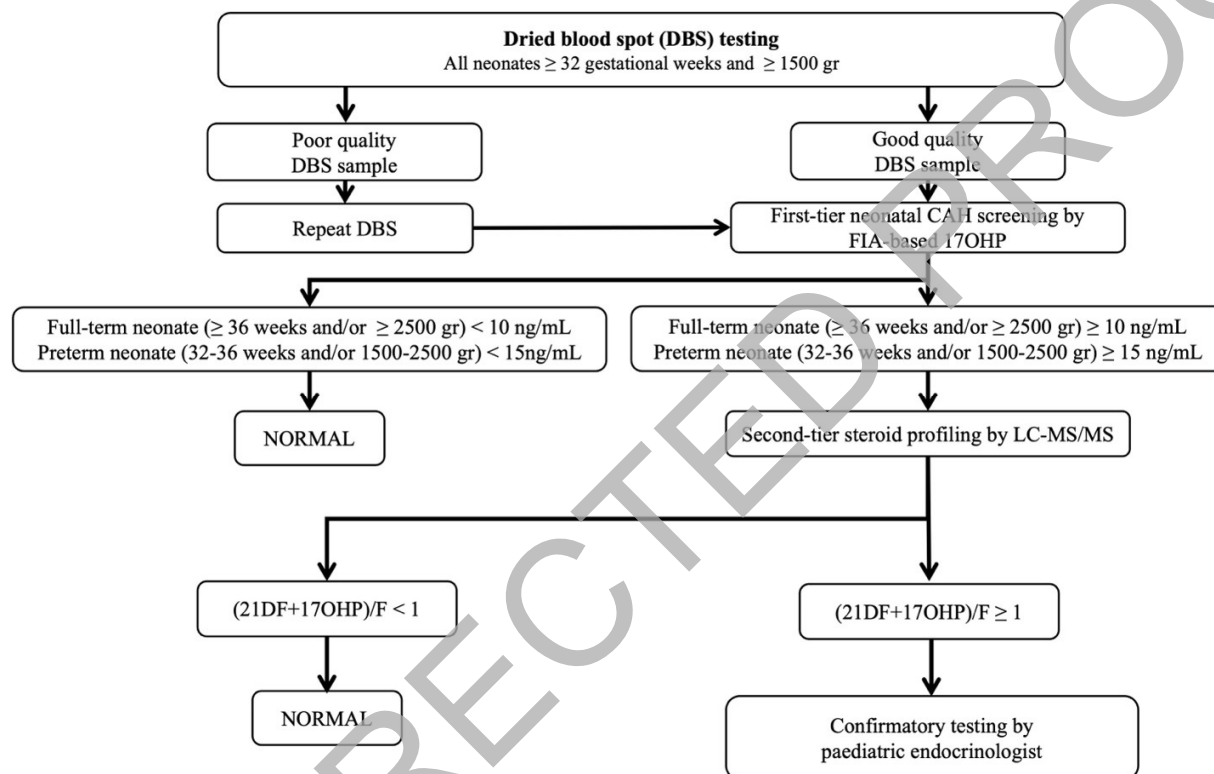 Dried blood spot (DBS) testing
All neonates ≥ 32 gestational weeks and ≥ 1500 gr
Poor quality
DBS sample
Good quality
DBS sample
Repeat DBS
First-tier neonatal CAH screening by
FIA-based 17OHP
Full-term neonate (≥ 36 weeks and/or ≥ 2500 gr) < 10 ng/mL
Preterm neonate (32-36 weeks and/or 1500-2500 gr) < 15ng/mL
Full-term neonate (≥ 36 weeks and/or ≥ 2500 gr) ≥ 10 ng/mL
Preterm neonate (32-36 weeks and/or 1500-2500 gr) ≥ 15 ng/mL
NORMAL
Second-tier steroid profiling by LC-MS/MS
(21DF+17OHP)/F < 1
(21DF+17OHP)/F ≥ 1
NORMAL
Confirmatory testing by
paediatric endocrinologist
RECTED PROO